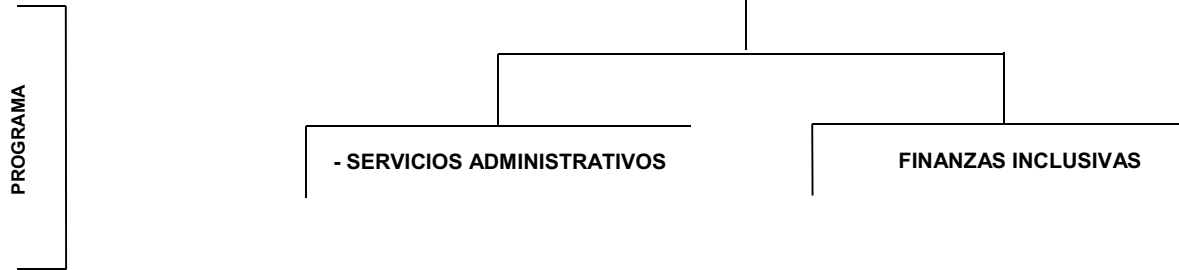 PROGRAMA
- SERVICIOS ADMINISTRATIVOS
FINANZAS INCLUSIVAS